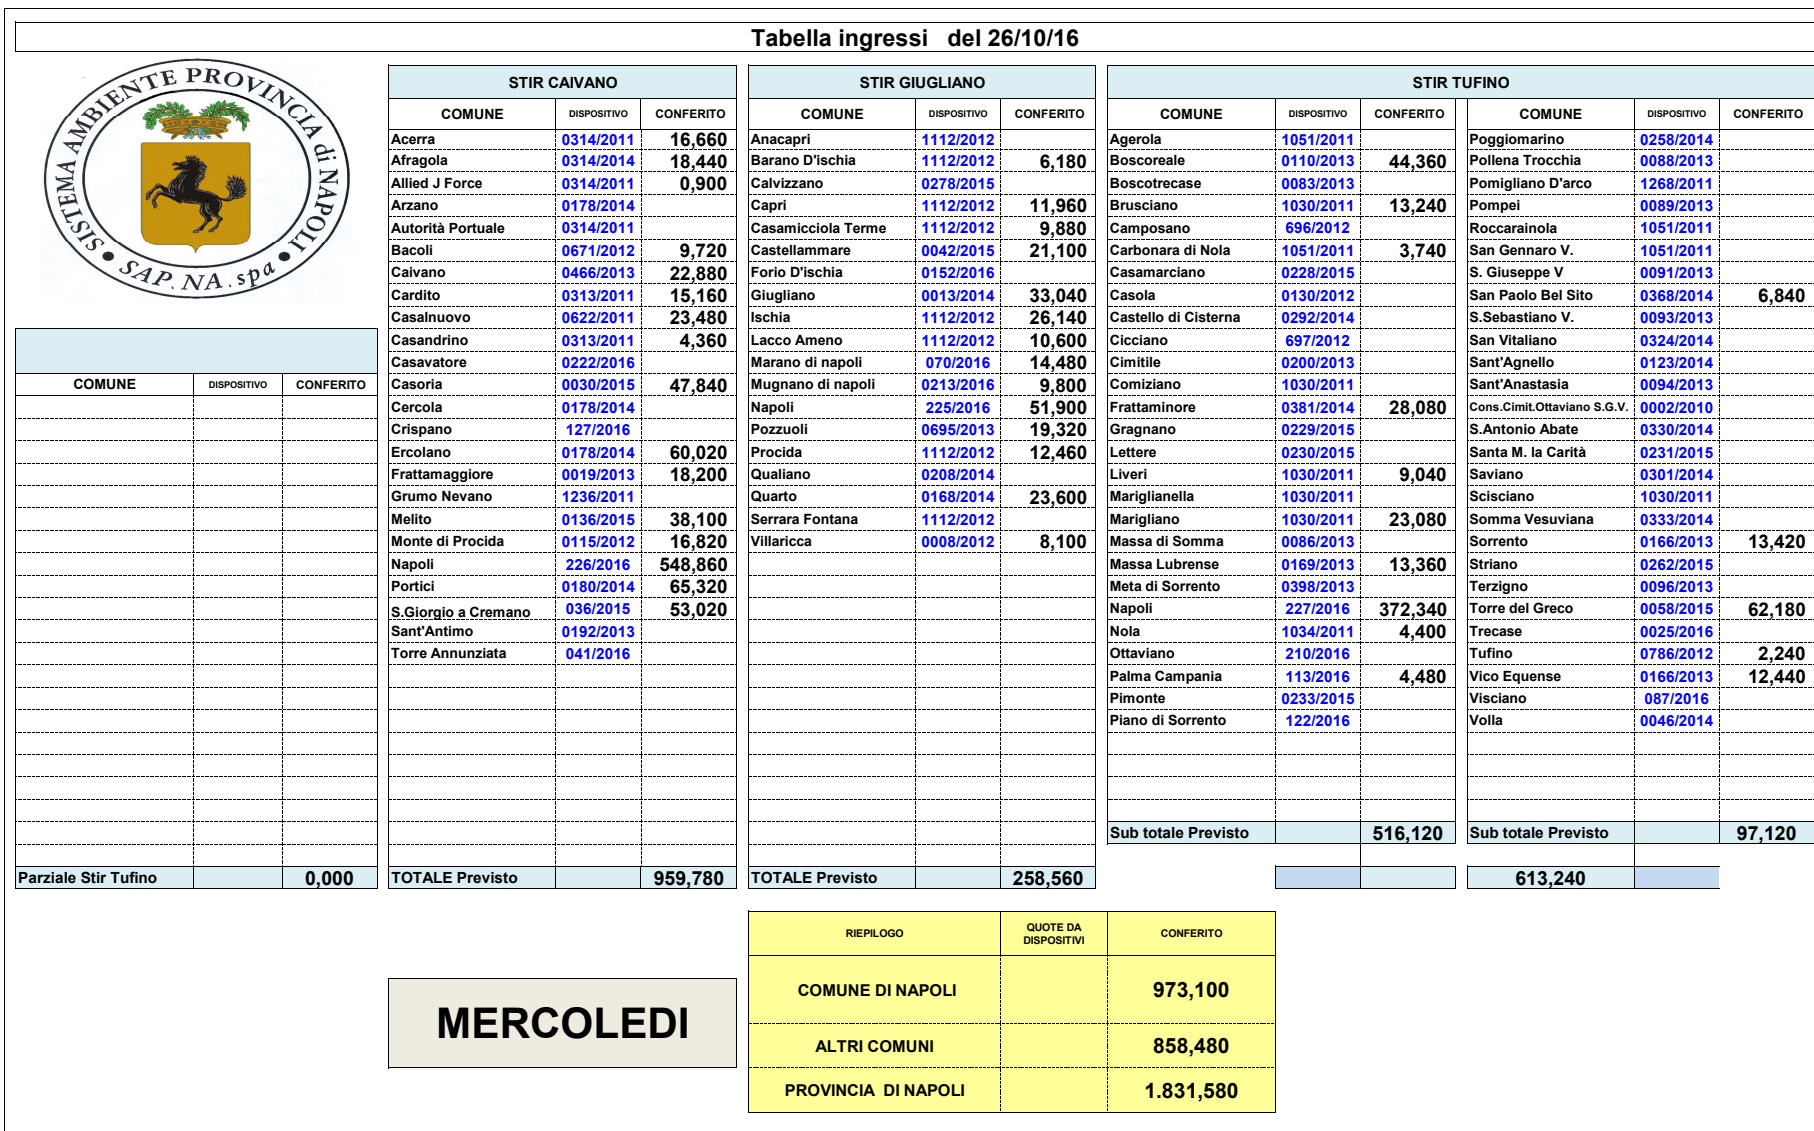 Tabella ingressi del 26/10/16
SISTEMA AMBIENTE PROVINCIA di NAPOLI
SAP. NA. spa
COMUNE DISPOSITIVO CONFERITO
Parziale Stir Tufino 0,000
STIR CAIVANO
COMUNE DISPOSITIVO CONFERITO
Acerra 0314/2011 16,660
Afragola 0314/2014 18,440
Allied J Force 0314/2011 0,900
Arzano 0178/2014
Autorità Portuale 0314/2011
Bacoli 0671/2012 9,720
Caivano 0466/2013 22,880
Cardito 0313/2011 15,160
Casalnuovo 0622/2011 23,480
Casandrino 0313/2011 4,360
Casavatore 0222/2016
Casoria 0030/2015 47,840
Cercola 0178/2014
Crispano 127/2016
Ercolano 0178/2014 60,020
Frattamaggiore 0019/2013 18,200
Grumo Nevano 1236/2011
Melito 0136/2015 38,100
Monte di Procida 0115/2012 16,820
Napoli 226/2016 548,860
Portici 0180/2014 65,320
S.Giorgio a Cremano 036/2015 53,020
Sant'Antimo 0192/2013
Torre Annunziata 041/2016
TOTALE Previsto 959,780
STIR GIUGLIANO
COMUNE DISPOSITIVO CONFERITO
Anacapri 1112/2012
Barano D'ischia 1112/2012 6,180
Calvizzano 0278/2015
Capri 1112/2012 11,960
Casamicciola Terme 1112/2012 9,880
Castellammare 0042/2015 21,100
Forio D'ischia 0152/2016
Giugliano 0013/2014 33,040
Ischia 1112/2012 26,140
Lacco Ameno 1112/2012 10,600
Marano di napoli 070/2016 14,480
Mugnano di napoli 0213/2016 9,800
Napoli 225/2016 51,900
Pozzuoli 0695/2013 19,320
Procida 1112/2012 12,460
Qualiano 0208/2014
Quarto 0168/2014 23,600
Serrara Fontana 1112/2012
Villaricca 0008/2012 8,100
TOTALE Previsto 258,560
STIR TUFINO
COMUNE DISPOSITIVO CONFERITO
Agerola 1051/2011
Boscoreale 0110/2013 44,360
Boscotrecase 0083/2013
Brusciano 1030/2011 13,240
Camposano 696/2012
Carbonara di Nola 1051/2011 3,740
Casamarciano 0228/2015
Casola 0130/2012
Castello di Cisterna 0292/2014
Cicciano 697/2012
Cimitile 0200/2013
Comiziano 1030/2011
Frattaminore 0381/2014 28,080
Gragnano 0229/2015
Lettere 0230/2015
Liveri 1030/2011 9,040
Mariglianella 1030/2011
Marigliano 1030/2011 23,080
Massa di Somma 0086/2013
Massa Lubrense 0169/2013 13,360
Meta di Sorrento 0398/2013
Napoli 227/2016 372,340
Nola 1034/2011 4,400
Ottaviano 210/2016
Palma Campania 113/2016 4,480
Pimonte 0233/2015
Piano di Sorrento 122/2016
Sub totale Previsto 516,120
COMUNE DISPOSITIVO CONFERITO
Poggiomarino 0258/2014
Pollena Trocchia 0088/2013
Pomigliano D'arco 1268/2011
Pompei 0089/2013
Roccarainola 1051/2011
San Gennaro V. 1051/2011
S. Giuseppe V 0091/2013
San Paolo Bel Sito 0368/2014 6,840
S.Sebastiano V. 0093/2013
San Vitaliano 0324/2014
Sant'Agnello 0123/2014
Sant'Anastasia 0094/2013
Cons.Cimit.Ottaviano S.G.V. 0002/2010
S.Antonio Abate 0330/2014
Santa M. la Carità 0231/2015
Saviano 0301/2014
Scisciano 1030/2011
Somma Vesuviana 0333/2014
Sorrento 0166/2013 13,420
Striano 0262/2015
Terzigno 0096/2013
Torre del Greco 0058/2015 62,180
Trecase 0025/2016
Tufino 0786/2012 2,240
Vico Equense 0166/2013 12,440
Visciano 087/2016
Volla 0046/2014
Sub totale Previsto 97,120
613,240
MERCOLEDI
RIEPILOGO QUOTE DA DISPOSITIVI CONFERITO
COMUNE DI NAPOLI 973,100
ALTRI COMUNI 858,480
PROVINCIA DI NAPOLI 1.831,580